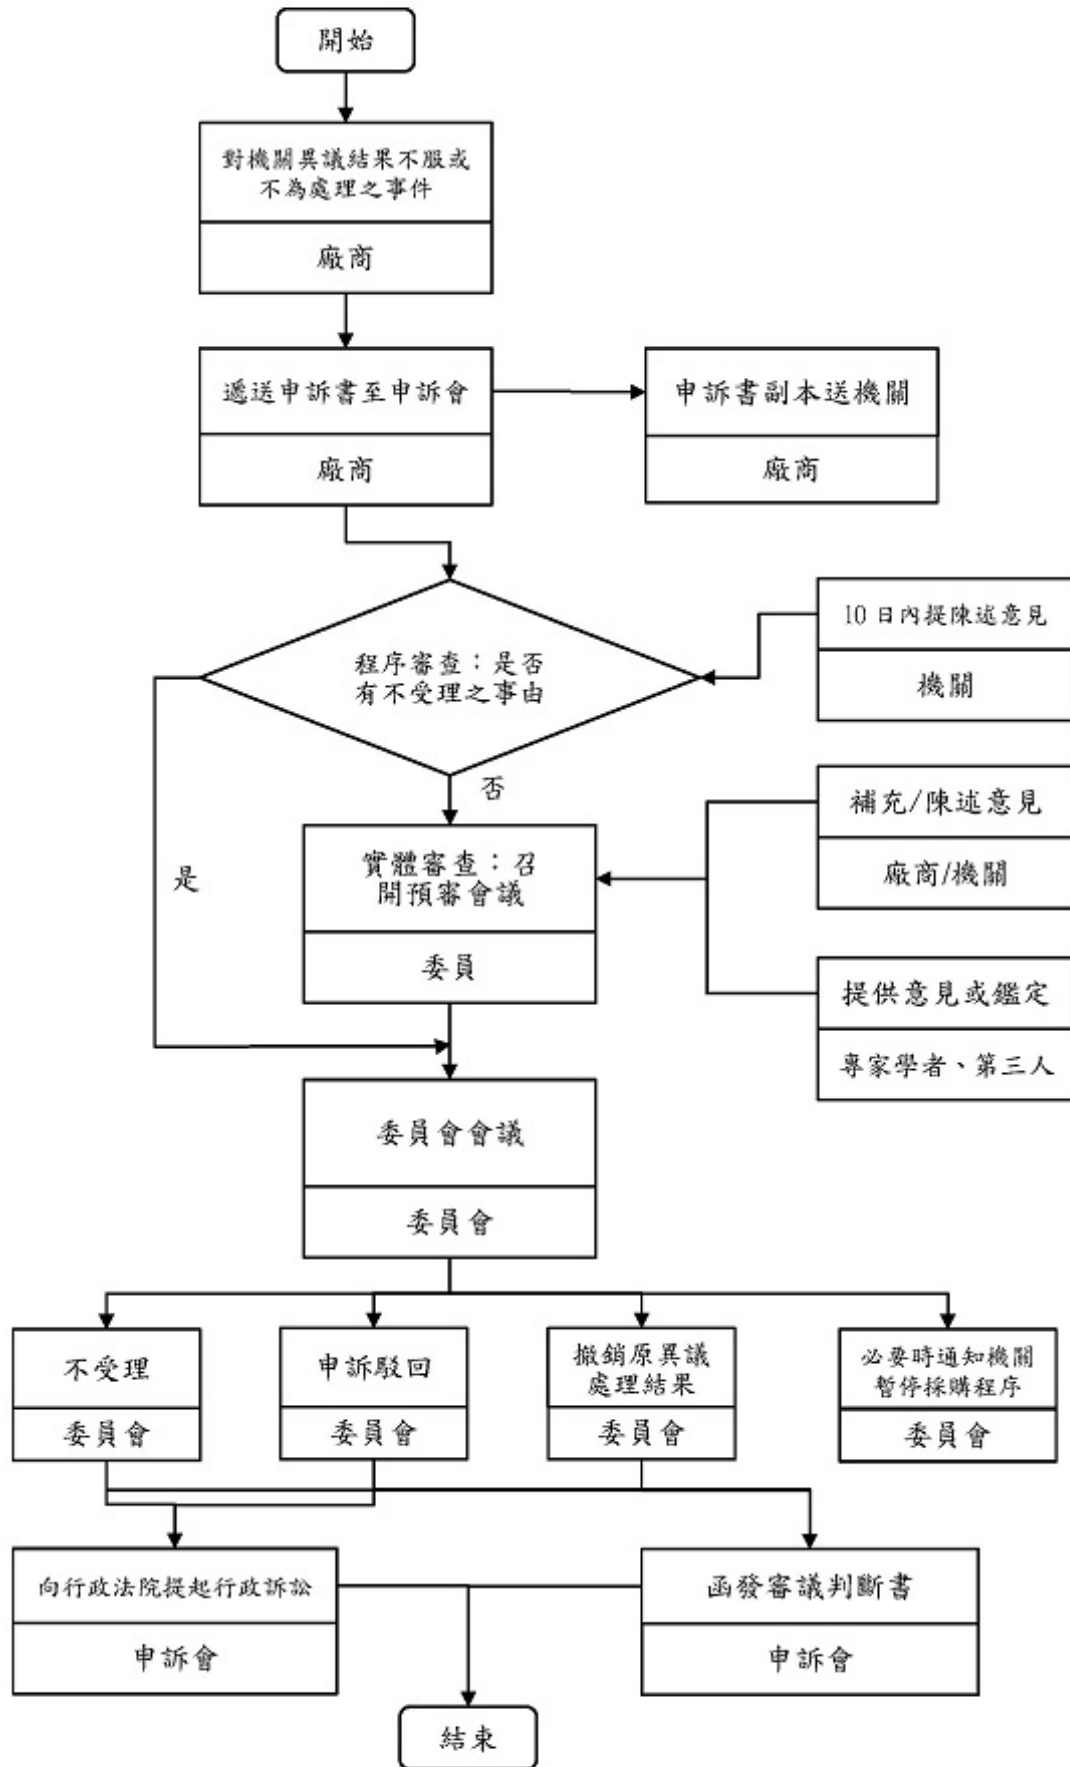 開始
對機關異議結果不服或
不為處理之事件
廠商
遞送申訴書至申訴會
廠商
申訴書副本送機關
廠商
程序審查：是否
有不受理之事由
10 日內提陳述意見
機關
否
是
補充/陳述意見
廠商/機關
實體審查：召
開預審會議
委員
提供意見或鑑定
專家學者、第三人
委員會會議
委員會
不受理
委員會
申訴駁回
委員會
撤銷原異議
處理結果
委員會
必要時通知機關
暫停採購程序
委員會
向行政法院提起行政訴訟
申訴會
函發審議判斷書
申訴會
結束